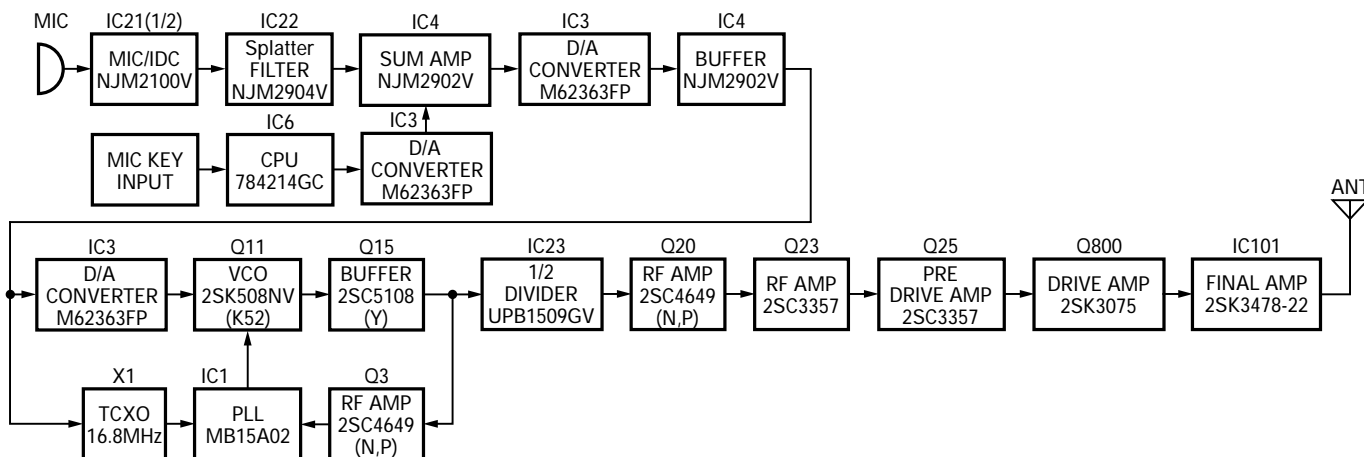 MIC
IC21(1/2)
MIC/IDC
NJM2100V
IC22
Splatter
FILTER
NJM2904V
IC4
SUM AMP
NJM2902V
IC3
D/A
CONVERTER
M62363FP
IC4
BUFFER
NJM2902V
MIC KEY
INPUT
IC6
CPU
784214GC
IC3
D/A
CONVERTER
M62363FP
ANT
IC3
D/A
CONVERTER
M62363FP
Q11
VCO
2SK508NV
(K52)
Q15
BUFFER
2SC5108
(Y)
IC23
1/2
DIVIDER
UPB1509GV
Q20
RF AMP
2SC4649
(N,P)
Q23
RF AMP
2SC3357
Q25
PRE
DRIVE AMP
2SC3357
Q800
DRIVE AMP
2SK3075
IC101
FINAL AMP
2SK3478-22
X1
TCXO
16.8MHz
IC1
PLL
MB15A02
Q3
RF AMP
2SC4649
(N,P)